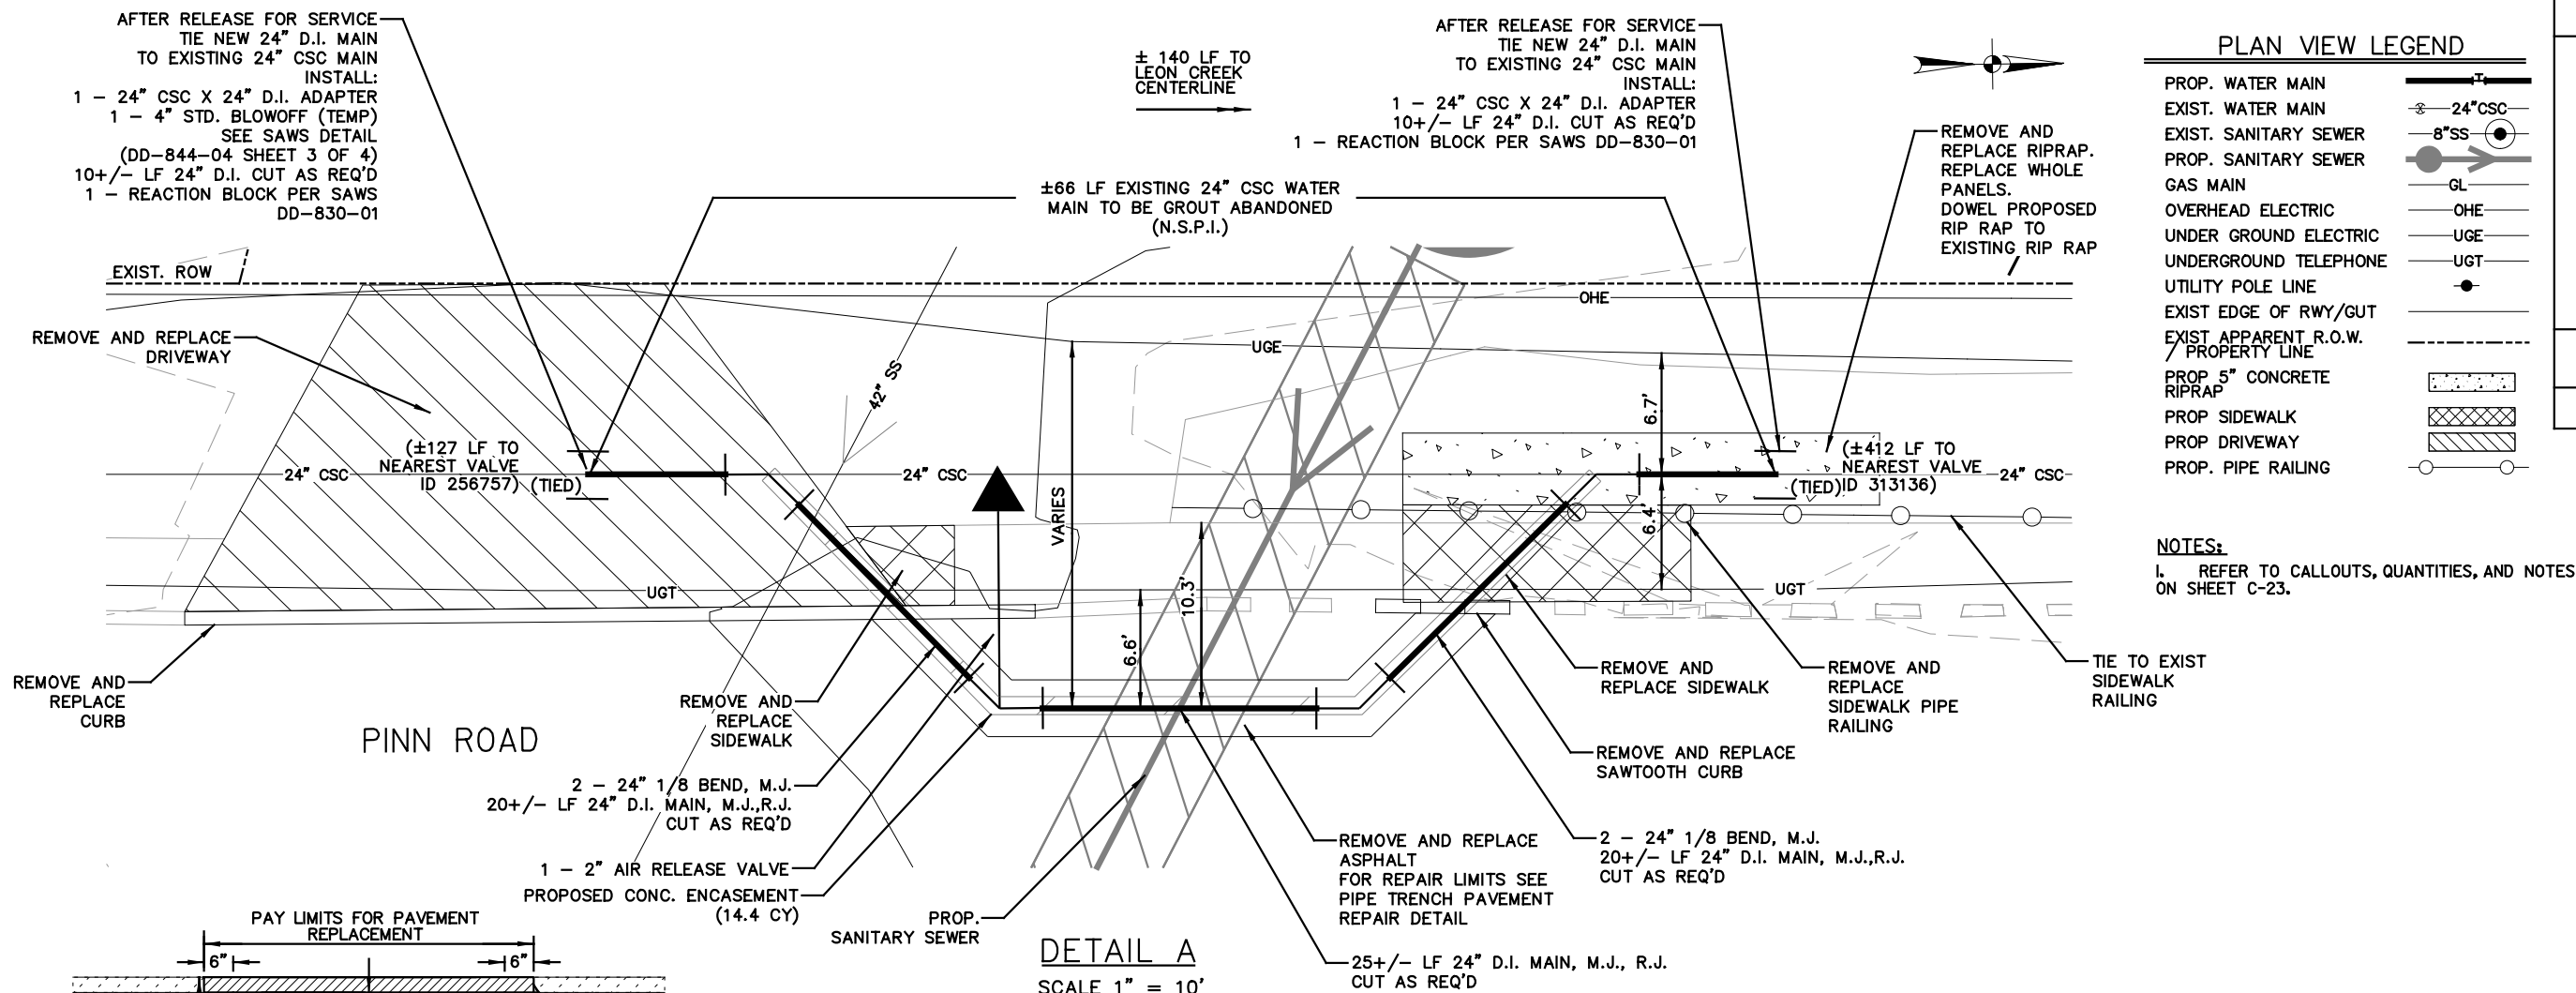 AFTER RELEASE FOR SERVICE
TIE NEW 24" D.I. MAIN
TO EXISTING 24" CSC MAIN
INSTALL:
1 – 24" CSC X 24" D.I. ADAPTER
1 – 4" STD. BLOWOFF (TEMP)
SEE SAWS DETAIL
(DD–844–04 SHEET 3 OF 4)
10+/– LF 24" D.I. CUT AS REQ'D
1 – REACTION BLOCK PER SAWS
DD–830–01
± 140 LF TO
LEON CREEK
CENTERLINE
AFTER RELEASE FOR SERVICE
TIE NEW 24" D.I. MAIN
TO EXISTING 24" CSC MAIN
INSTALL:
1 – 24" CSC X 24" D.I. ADAPTER
10+/– LF 24" D.I. CUT AS REQ'D
1 – REACTION BLOCK PER SAWS DD–830–01
±66 LF EXISTING 24" CSC WATER
MAIN TO BE GROUT ABANDONED
(N.S.P.I.)
REMOVE AND
REPLACE RIPRAP.
REPLACE WHOLE
PANELS.
DOWEL PROPOSED
RIP RAP TO
EXISTING RIP RAP
PLAN VIEW LEGEND
PROP. WATER MAIN
T
EXIST. WATER MAIN
24"CSC
EXIST. SANITARY SEWER
8"SS
PROP. SANITARY SEWER
GAS MAIN
GL
OVERHEAD ELECTRIC
OHE
UNDER GROUND ELECTRIC
UGE
UNDERGROUND TELEPHONE
UGT
UTILITY POLE LINE
EXIST EDGE OF RWY/GUT
EXIST APPARENT R.O.W.
/ PROPERTY LINE
PROP 5" CONCRETE
RIPRAP
PROP SIDEWALK
PROP DRIVEWAY
PROP. PIPE RAILING
NOTES:
1. REFER TO CALLOUTS, QUANTITIES, AND NOTES
ON SHEET C-23.
EXIST. ROW
OHE
REMOVE AND REPLACE
DRIVEWAY
UGE
42" SS
6.7'
(±127 LF TO
NEAREST VALVE
ID 256757)
(TIED)
24" CSC
24" CSC
VARIES
(±412 LF TO
NEAREST VALVE
ID 313136)
(TIED)
24" CSC
6.4'
UGT
10.3'
6.6'
UGT
REMOVE AND
REPLACE
CURB
PINN ROAD
REMOVE AND
REPLACE
SIDEWALK
REMOVE AND
REPLACE SIDEWALK
REMOVE AND
REPLACE
SIDEWALK PIPE
RAILING
TIE TO EXIST
SIDEWALK
RAILING
REMOVE AND REPLACE
SAWTOOTH CURB
2 – 24" 1/8 BEND, M.J.
20+/– LF 24" D.I. MAIN, M.J.,R.J.
CUT AS REQ'D
1 – 2" AIR RELEASE VALVE
PROPOSED CONC. ENCASEMENT
(14.4 CY)
PROP.
SANITARY SEWER
REMOVE AND REPLACE
ASPHALT
FOR REPAIR LIMITS SEE
PIPE TRENCH PAVEMENT
REPAIR DETAIL
2 – 24" 1/8 BEND, M.J.
20+/– LF 24" D.I. MAIN, M.J.,R.J.
CUT AS REQ'D
25+/– LF 24" D.I. MAIN, M.J., R.J.
CUT AS REQ'D
DETAIL A
SCALE 1" = 10'
PAY LIMITS FOR PAVEMENT
REPLACEMENT
6"
6"